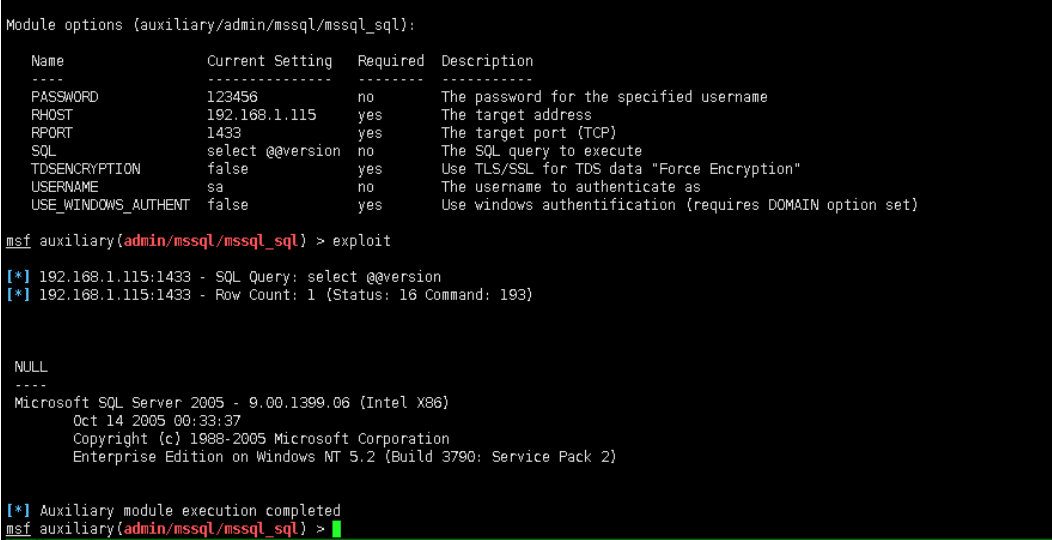 Module options (auxiliary/admin/mssql/mssql_sql):
Name Current Setting Required Description
---- --------------- -------- -----------
PASSWORD 123456 no The password for the specified username
RHOST 192.168.1.115 yes The target address
RPORT 1433 yes The target port (TCP)
SQL select @@version no The SQL query to execute
TDSENCRYPTION false yes Use TLS/SSL for TDS data "Force Encryption"
USERNAME sa no The username to authenticate as
USE_WINDOWS_AUTHENT false yes Use windows authentification (requires DOMAIN option set)
msf auxiliary(admin/mssql/mssql_sql) > exploit
[*] 192.168.1.115:1433 - SQL Query: select @@version
[*] 192.168.1.115:1433 - Row Count: 1 (Status: 16 Command: 193)
NULL
----
Microsoft SQL Server 2005 - 9.00.1399.06 (Intel X86)
Oct 14 2005 00:33:37
Copyright (c) 1988-2005 Microsoft Corporation
Enterprise Edition on Windows NT 5.2 (Build 3790: Service Pack 2)
[*] Auxiliary module execution completed
msf auxiliary(admin/mssql/mssql_sql) >